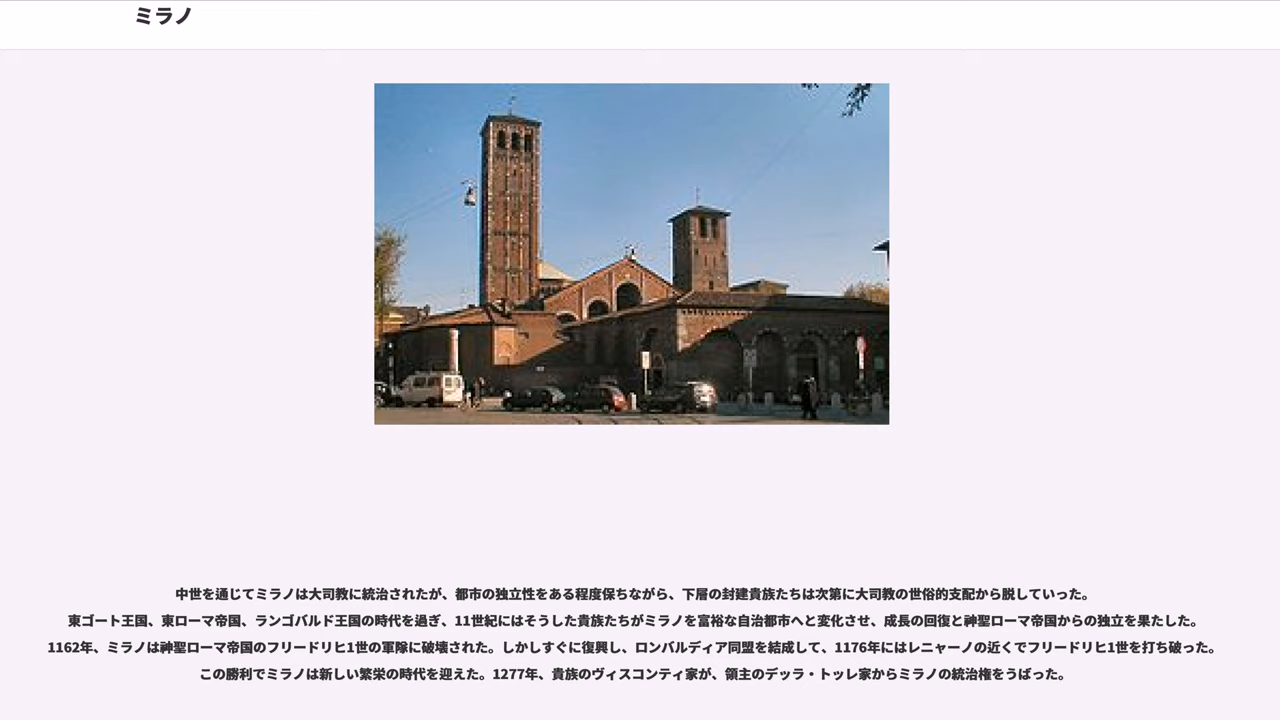 ミラノ
中世を通じてミラノは大司教に統治されたが、都市の独立性をある程度保ちながら、下層の封建貴族たちは次第に大司教の世俗的支配から脱していった。
東ゴート王国、東ローマ帝国、ランゴバルド王国の時代を過ぎ、11世紀にはそうした貴族たちがミラノを富裕な自治都市へと変化させ、成長の回復と神聖ローマ帝国からの独立を果たした。
1162年、ミラノは神聖ローマ帝国のフリードリヒ1世の軍隊に破壊された。しかしすぐに復興し、ロンバルディア同盟を結成して、1176年にはレニャーノの近くでフリードリヒ1世を打ち破った。
この勝利でミラノは新しい繁栄の時代を迎えた。1277年、貴族のヴィスコンティ家が、領主のデッラ・トッレ家からミラノの統治権をうばった。